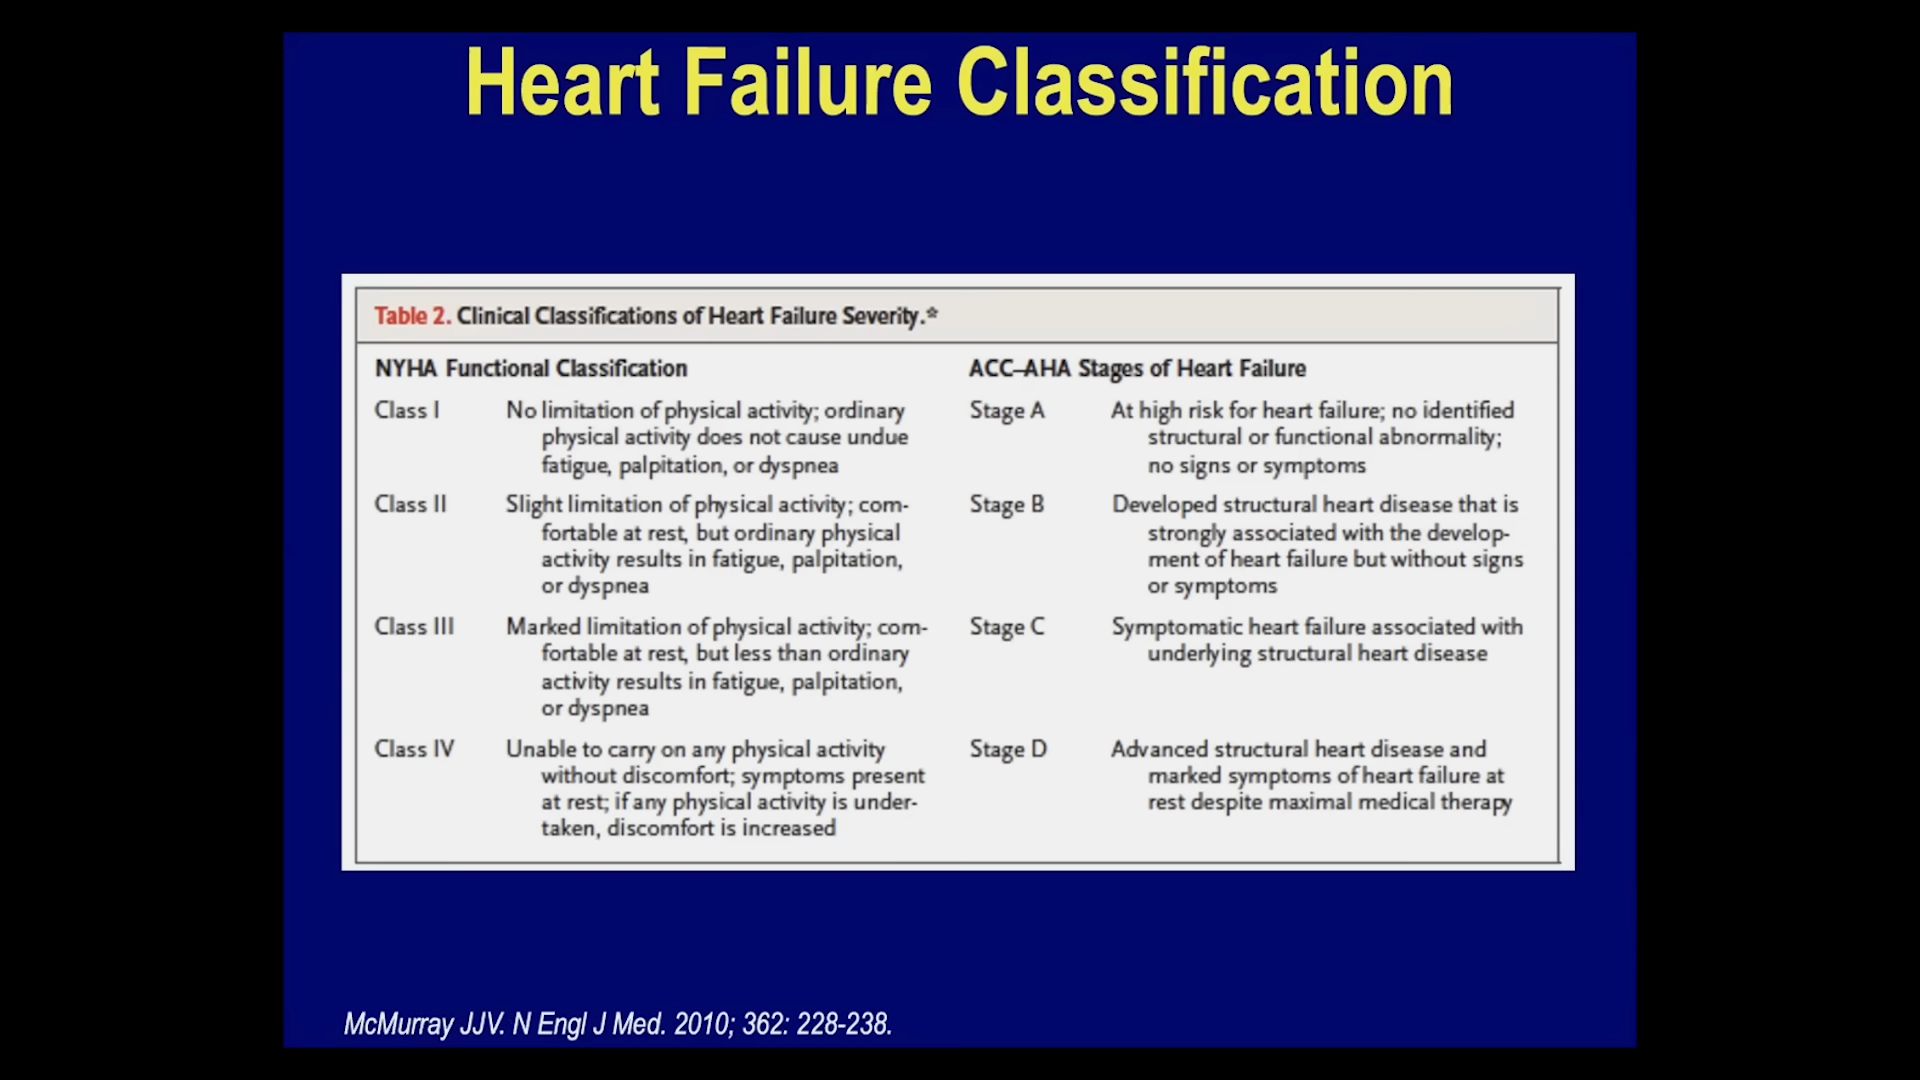 Heart Failure Classification
Table 2. Clinical Classifications of Heart Failure Severity.*
NYHA Functional Classification
Class I No limitation of physical activity; ordinary
physical activity does not cause undue
fatigue, palpitation, or dyspnea
Class II Slight limitation of physical activity; com-
fortable at rest, but ordinary physical
activity results in fatigue, palpitation,
or dyspnea
Class III Marked limitation of physical activity; com-
fortable at rest, but less than ordinary
activity results in fatigue, palpitation,
or dyspnea
Class IV Unable to carry on any physical activity
without discomfort; symptoms present
at rest; if any physical activity is under-
taken, discomfort is increased
ACC–AHA Stages of Heart Failure
Stage A At high risk for heart failure; no identified
structural or functional abnormality;
no signs or symptoms
Stage B Developed structural heart disease that is
strongly associated with the develop-
ment of heart failure but without signs
or symptoms
Stage C Symptomatic heart failure associated with
underlying structural heart disease
Stage D Advanced structural heart disease and
marked symptoms of heart failure at
rest despite maximal medical therapy
McMurray JJV. N Engl J Med. 2010; 362: 228-238.